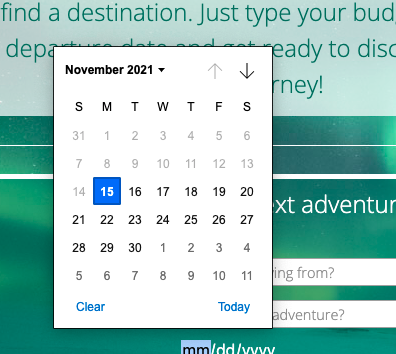 find a destination. Just type your bud
departure date and get ready to disc
rney!
November 2021
S M T W T F S
31 1 2 3 4 5 6
7 8 9 10 11 12 13
14 15 16 17 18 19 20
21 22 23 24 25 26 27
28 29 30 1 2 3 4
5 6 7 8 9 10 11
Clear Today
ext adventur
ing from?
adventure?
mm/dd/yyyy